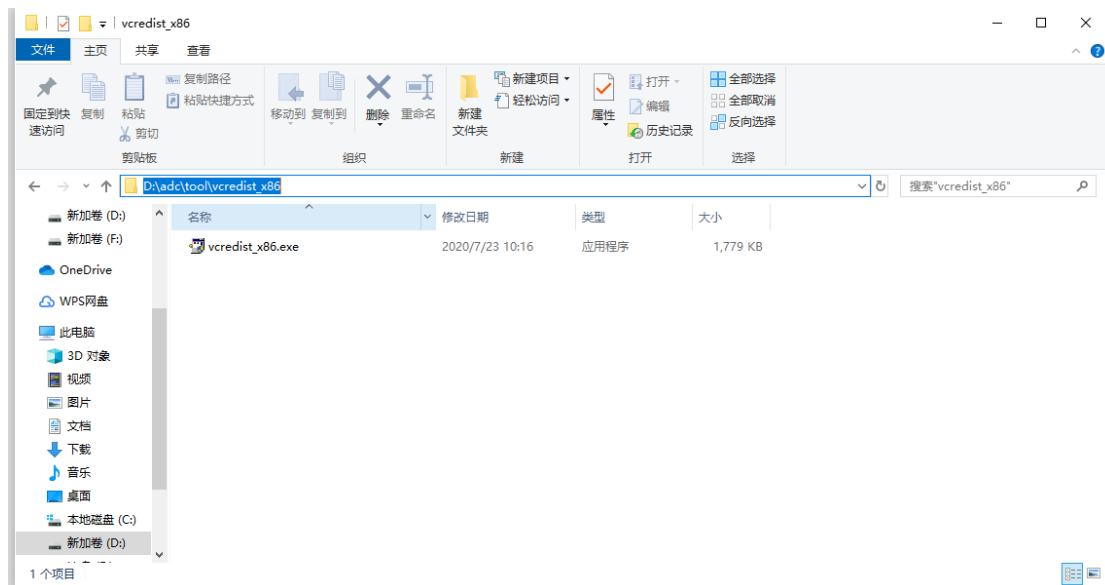 vcredist_x86
文件 主页 共享 查看
固定到快速访问
复制
粘贴
复制路径
粘贴快捷方式
剪切
剪贴板
移动到 复制到 删除 重命名
组织
新建文件夹
新建项目
轻松访问
新建
属性
打开
编辑
历史记录
打开
全部选择
全部取消
反向选择
选择
D:\adc\tool\vcredist_x86
搜索"vcredist_x86"
新加卷 (D:)
新加卷 (F:)
OneDrive
WPS网盘
此电脑
3D 对象
视频
图片
文档
下载
音乐
桌面
本地磁盘 (C:)
新加卷 (D:)
名称 修改日期 类型 大小
vcredist_x86.exe 2020/7/23 10:16 应用程序 1,779 KB
1 个项目